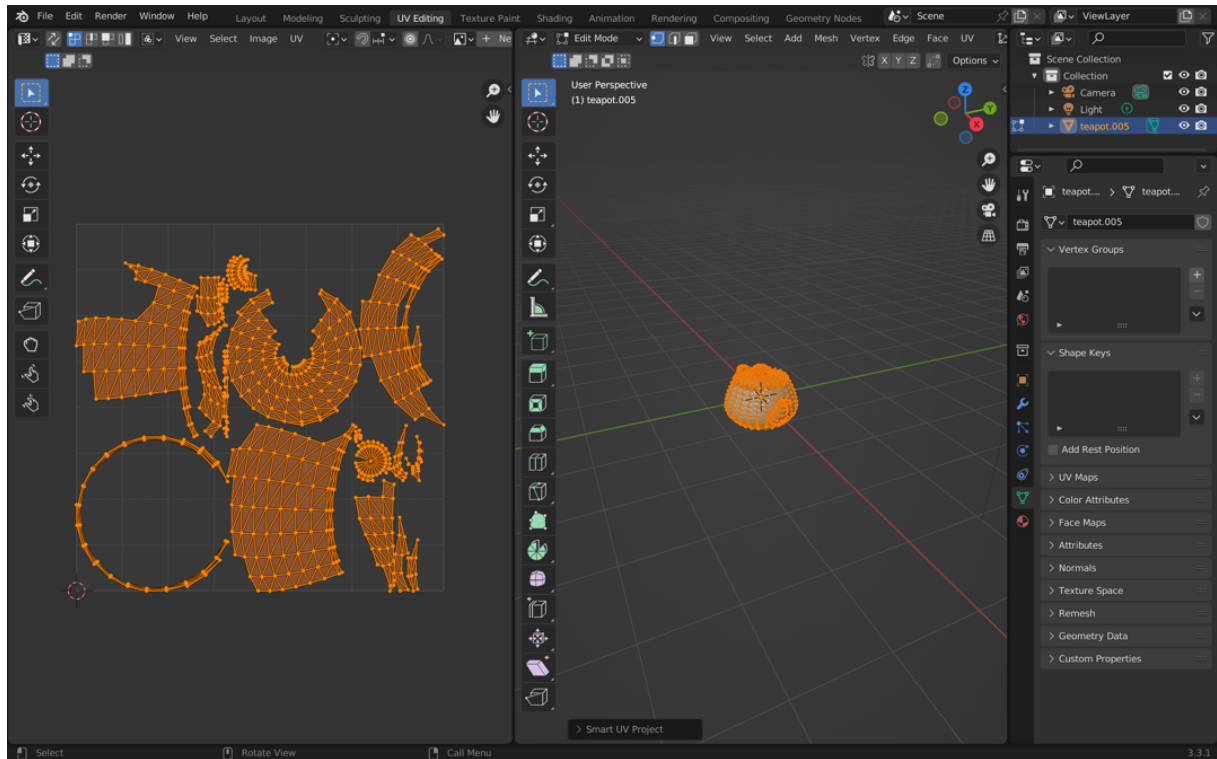 File Edit Render Window Help Layout Modeling Sculpting UV Editing Texture Paint Shading Animation Rendering Compositing Geometry Nodes Scene ViewLayer
View Select Image UV + Ne Edit Mode View Select Add Mesh Vertex Edge Face UV
X Y Z Options
Scene Collection
Collection
Camera
Light
teapot.005
User Perspective
(1) teapot.005
Z
Y
X
teapot.... > teapot....
teapot.005
Vertex Groups
Shape Keys
Add Rest Position
UV Maps
Color Attributes
Face Maps
Attributes
Normals
Texture Space
Remesh
Geometry Data
Custom Properties
> Smart UV Project
Select Rotate View Call Menu 3.3.1